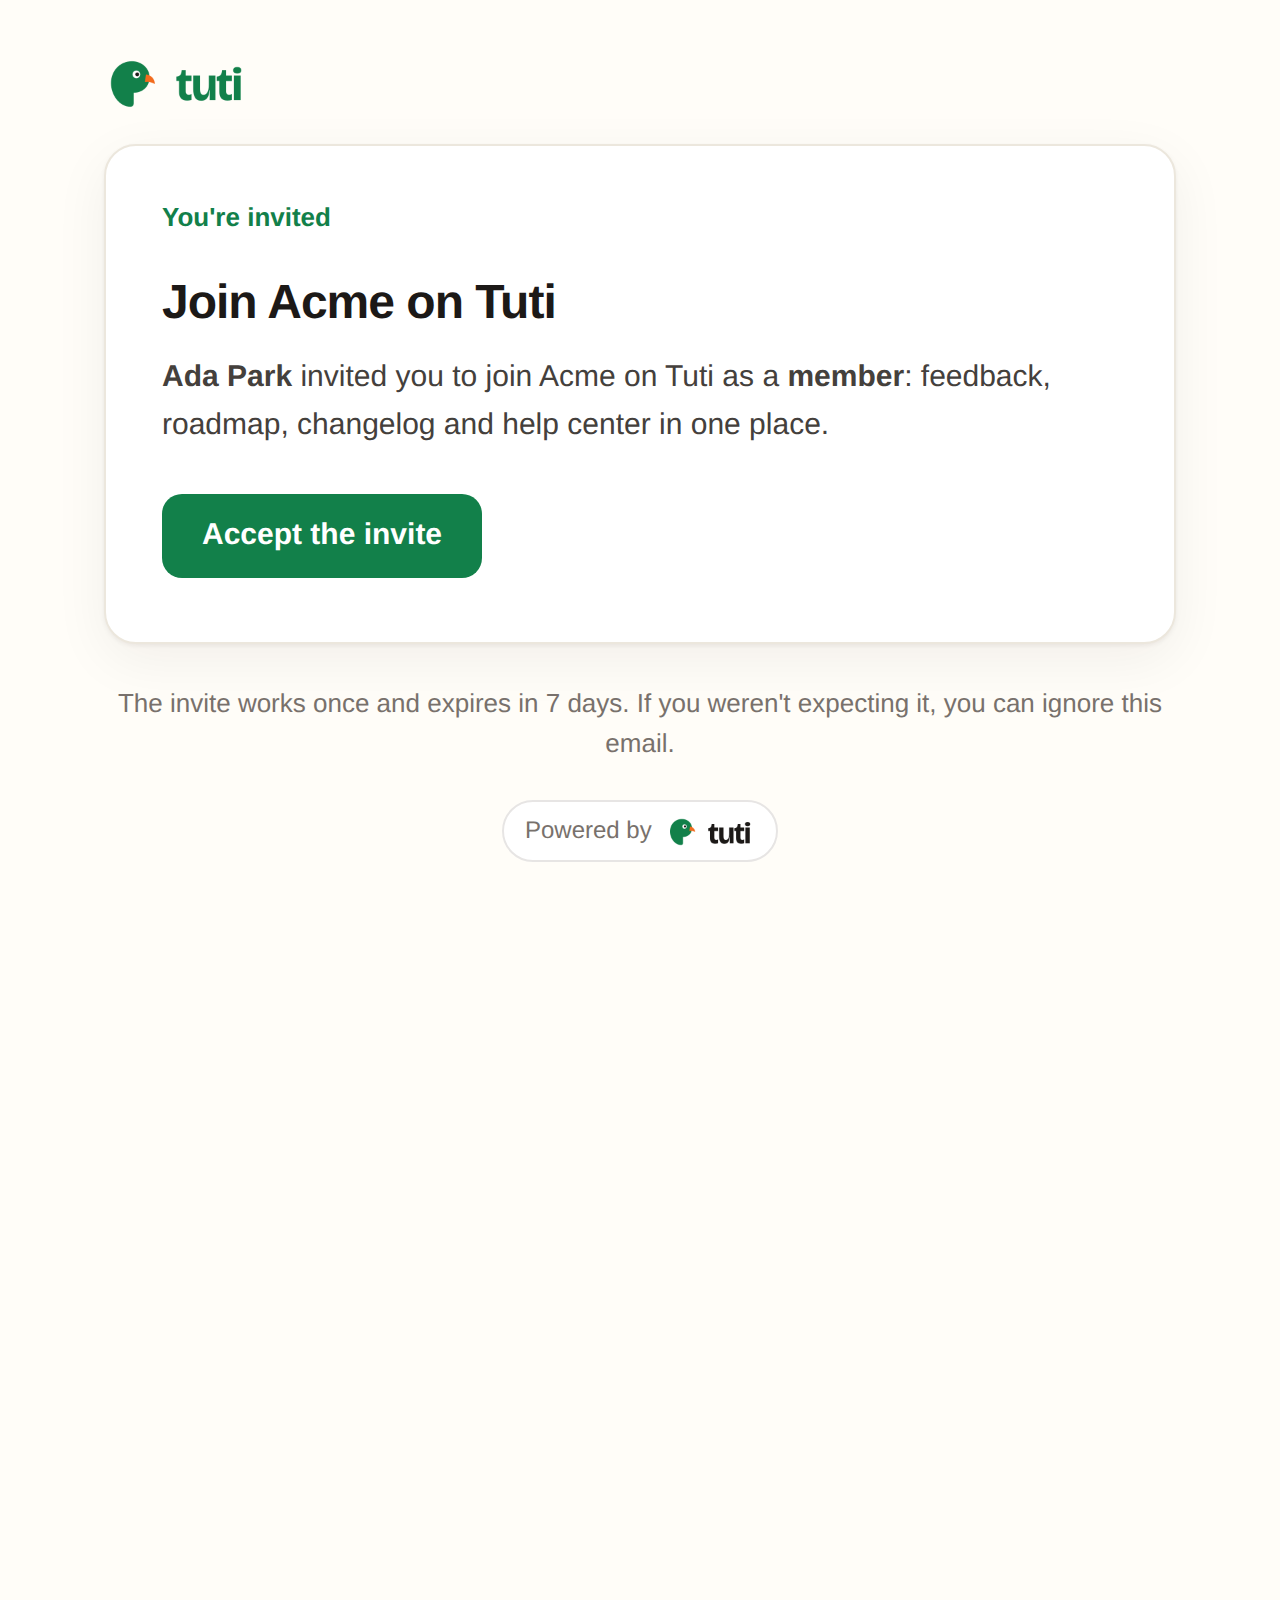 tuti
You're invited
Join Acme on Tuti
Ada Park invited you to join Acme on Tuti as a member: feedback,
roadmap, changelog and help center in one place.
Accept the invite
The invite works once and expires in 7 days. If you weren't expecting it, you can ignore this
email.
Powered by tuti